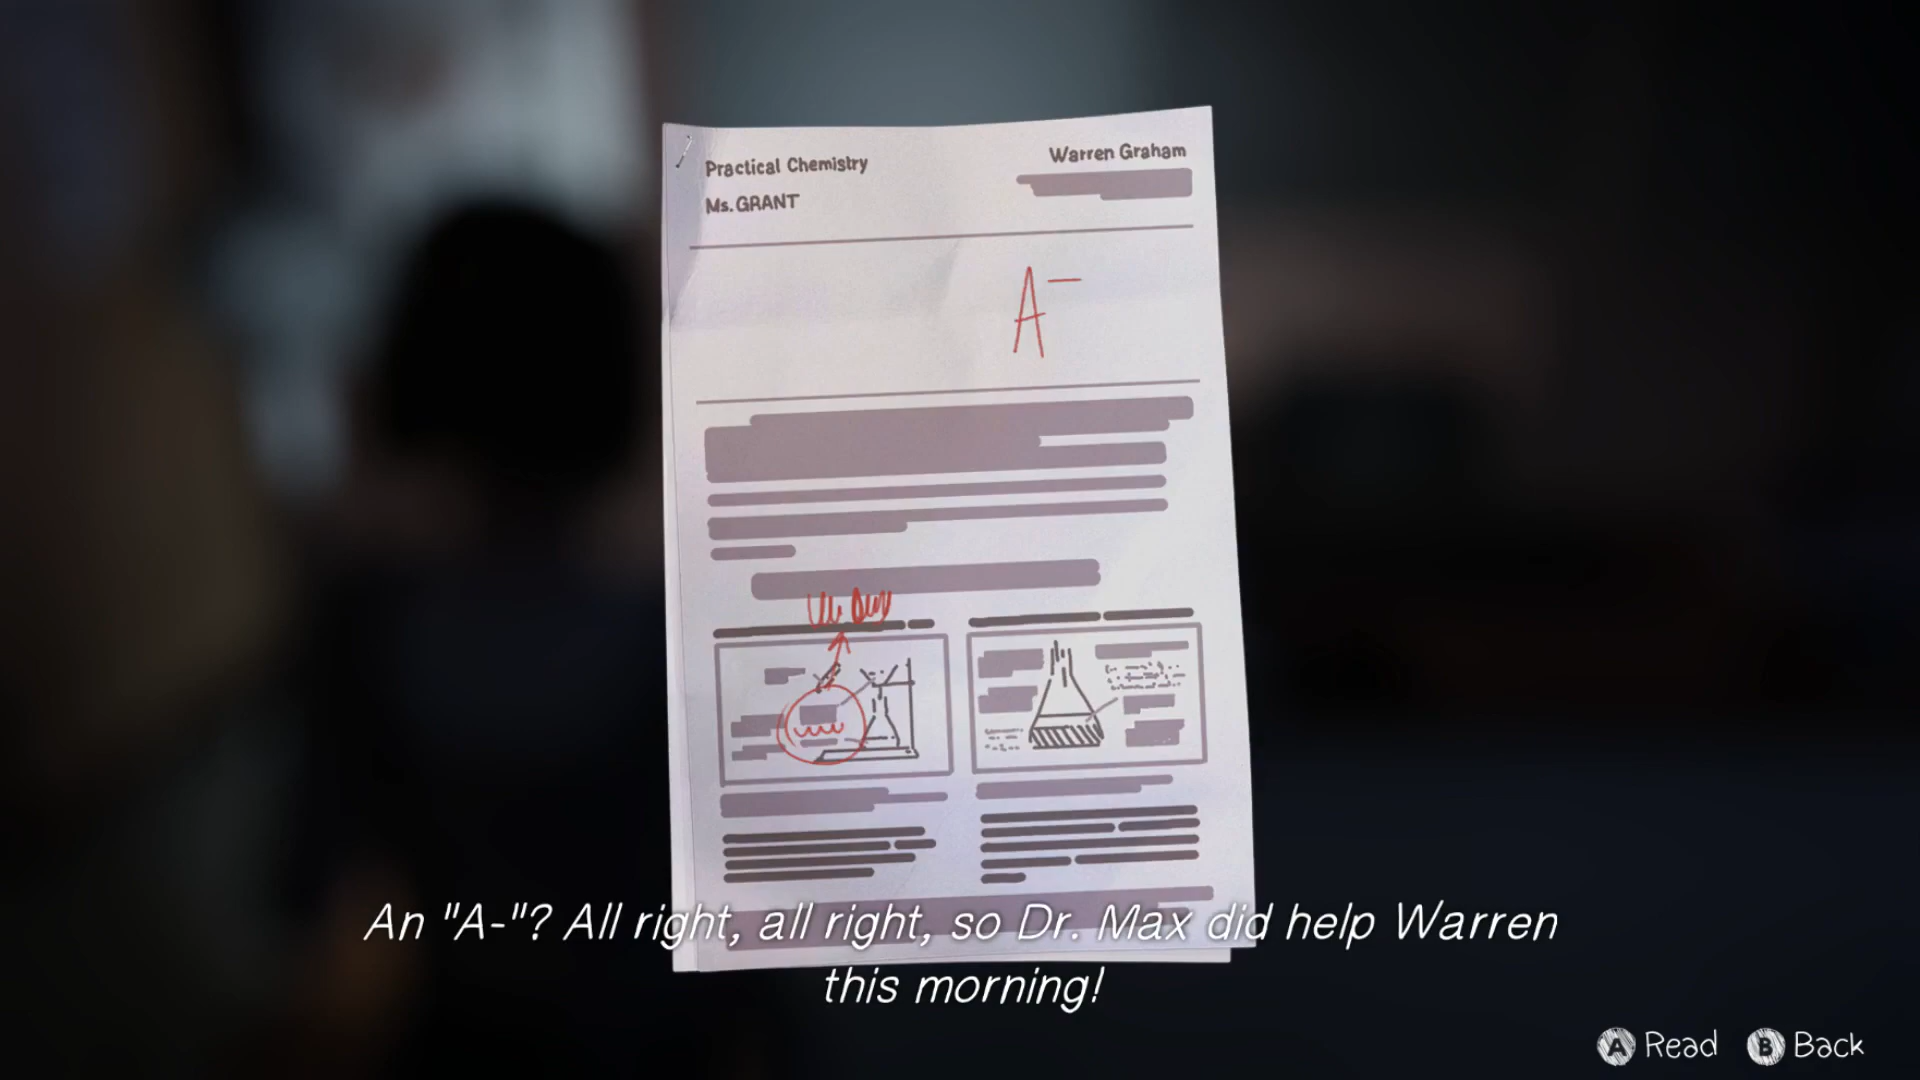 Practical Chemistry
Warren Graham
Ms. GRANT
A-
An "A-"? All right, all right, so Dr. Max did help Warren
this morning!
A Read B Back